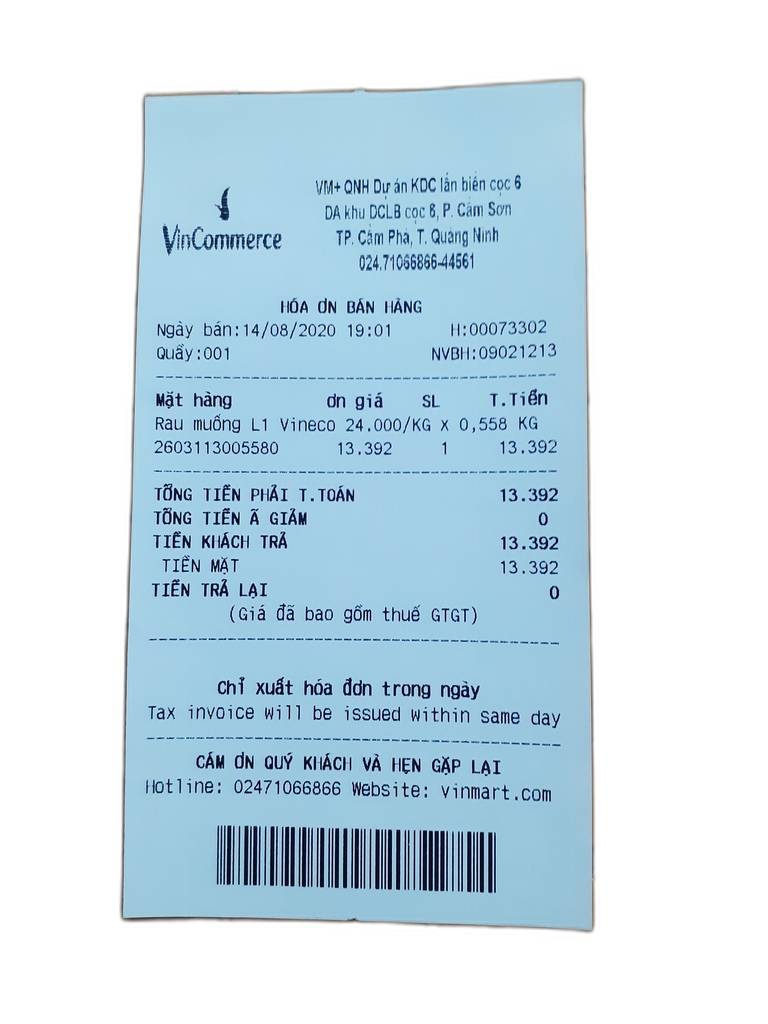 VinCommerce
VM+ QNH Dự án KDC lấn biển cọc 6
DA khu DCLB cọc 6, P. Cẩm Sơn
TP. Cẩm Phả, T. Quảng Ninh
024.71066866-44561
HÓA ƠN BÁN HÀNG
Ngày bán:14/08/2020 19:01 H:00073302
Quầy:001 NVBH:09021213
Mặt hàng ơn giá SL T.Tiền
Rau muống L1 Vineco 24.000/KG x 0,558 KG
2603113005580 13.392 1 13.392
TỔNG TIỀN PHẢI T.TOÁN 13.392
TỔNG TIỀN Ã GIẢM 0
TIỀN KHÁCH TRẢ 13.392
TIỀN MẶT 13.392
TIỀN TRẢ LẠI 0
(Giá đã bao gồm thuế GTGT)
Chỉ xuất hóa đơn trong ngày
Tax invoice will be issued within same day
CÁM ƠN QUÝ KHÁCH VÀ HẸN GẶP LẠI
Hotline: 02471066866 Website: vinmart.com